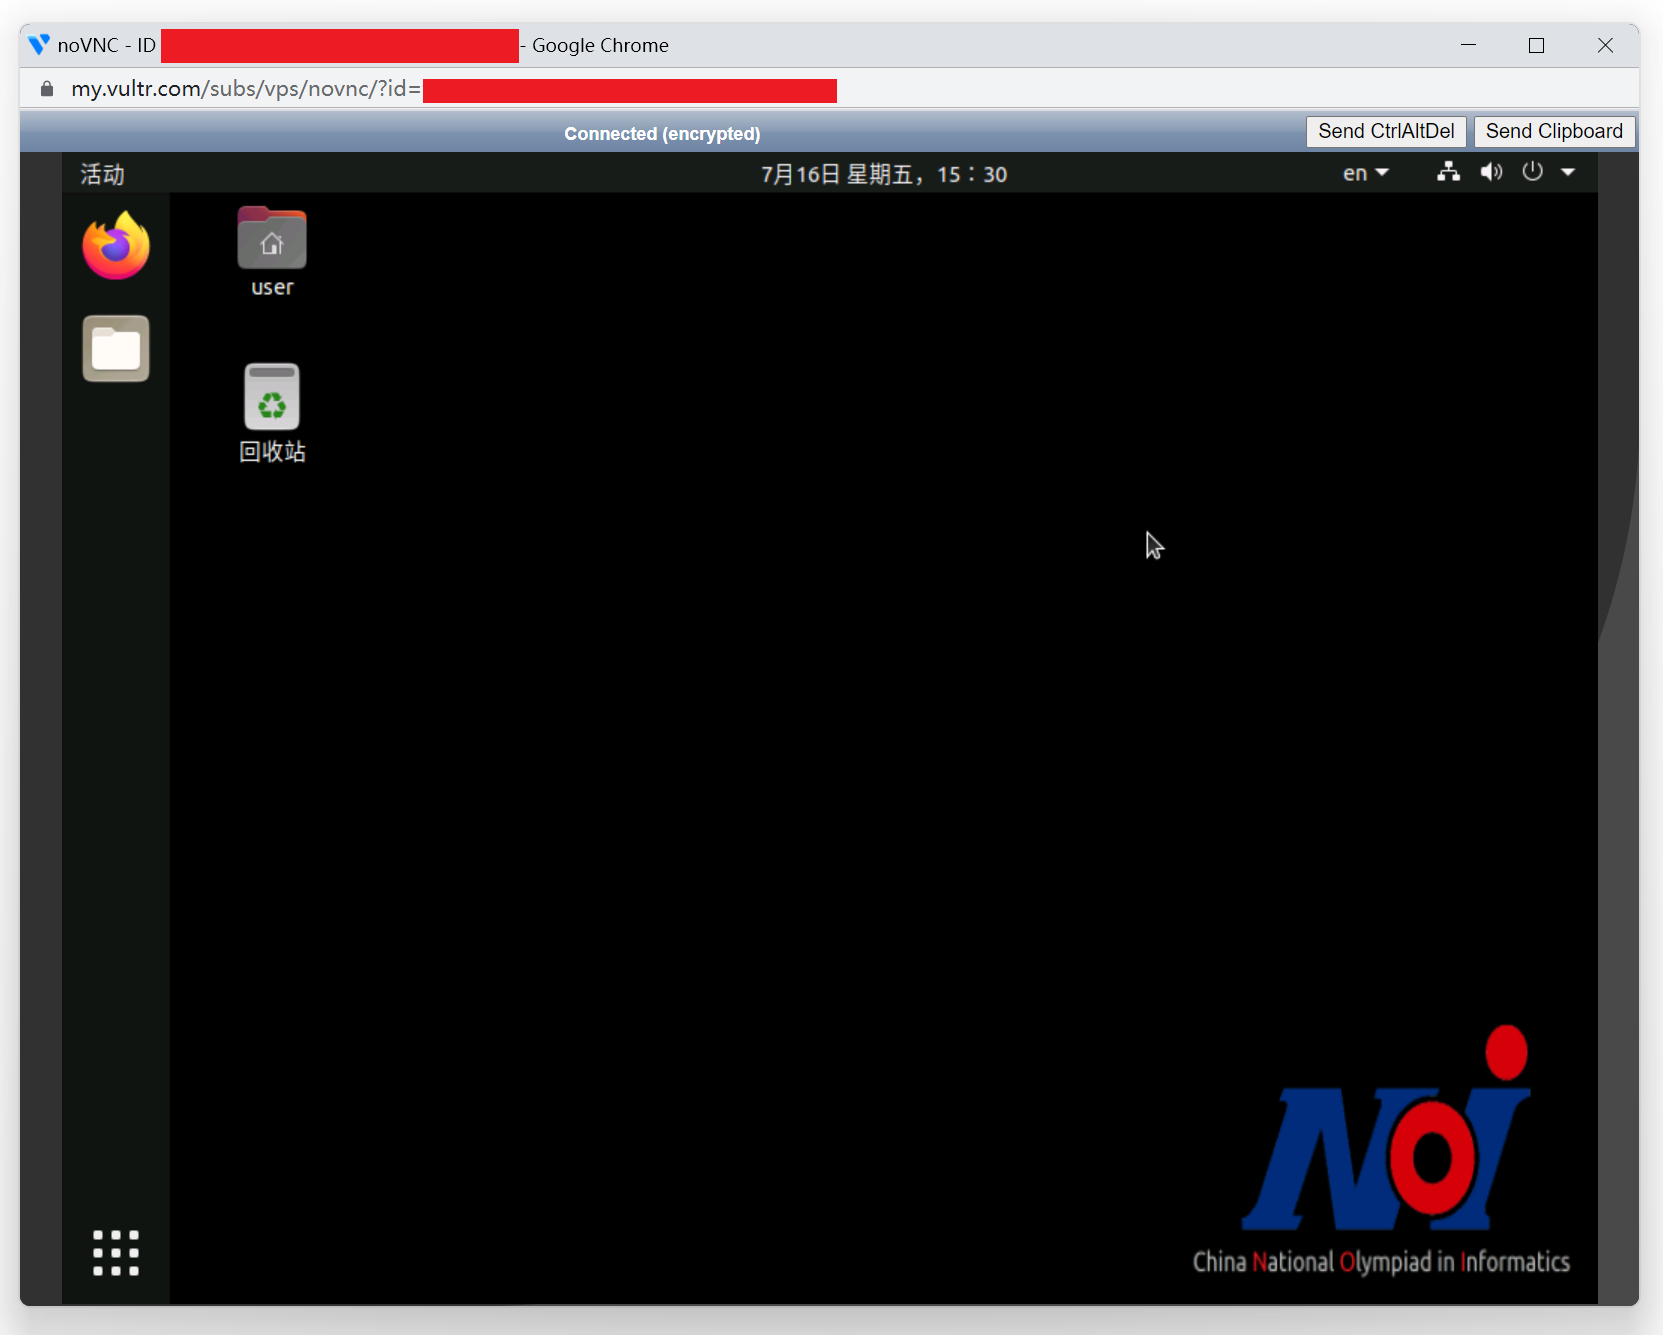 noVNC - ID - Google Chrome
my.vultr.com/subs/vps/novnc/?id=
Connected (encrypted)
Send CtrlAltDel
Send Clipboard
活动
7月16日 星期五，15：30
en
user
回收站
NOI
China National Olympiad in Informatics